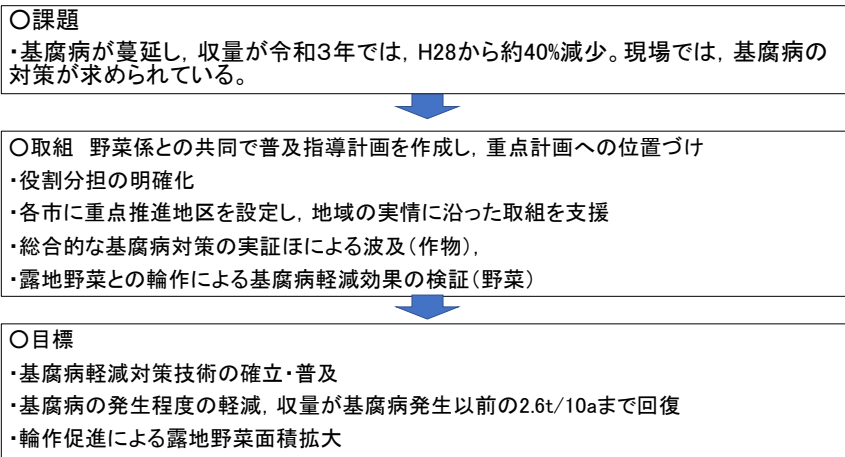 〇課題
・基腐病が蔓延し，収量が令和３年では，H28から約40%減少。現場では，基腐病の
対策が求められている。
〇取組　野菜係との共同で普及指導計画を作成し，重点計画への位置づけ
・役割分担の明確化
・各市に重点推進地区を設定し，地域の実情に沿った取組を支援
・総合的な基腐病対策の実証ほによる波及（作物），
・露地野菜との輪作による基腐病軽減効果の検証（野菜）
〇目標
・基腐病軽減対策技術の確立・普及
・基腐病の発生程度の軽減，収量が基腐病発生以前の2.6t/10aまで回復
・輪作促進による露地野菜面積拡大